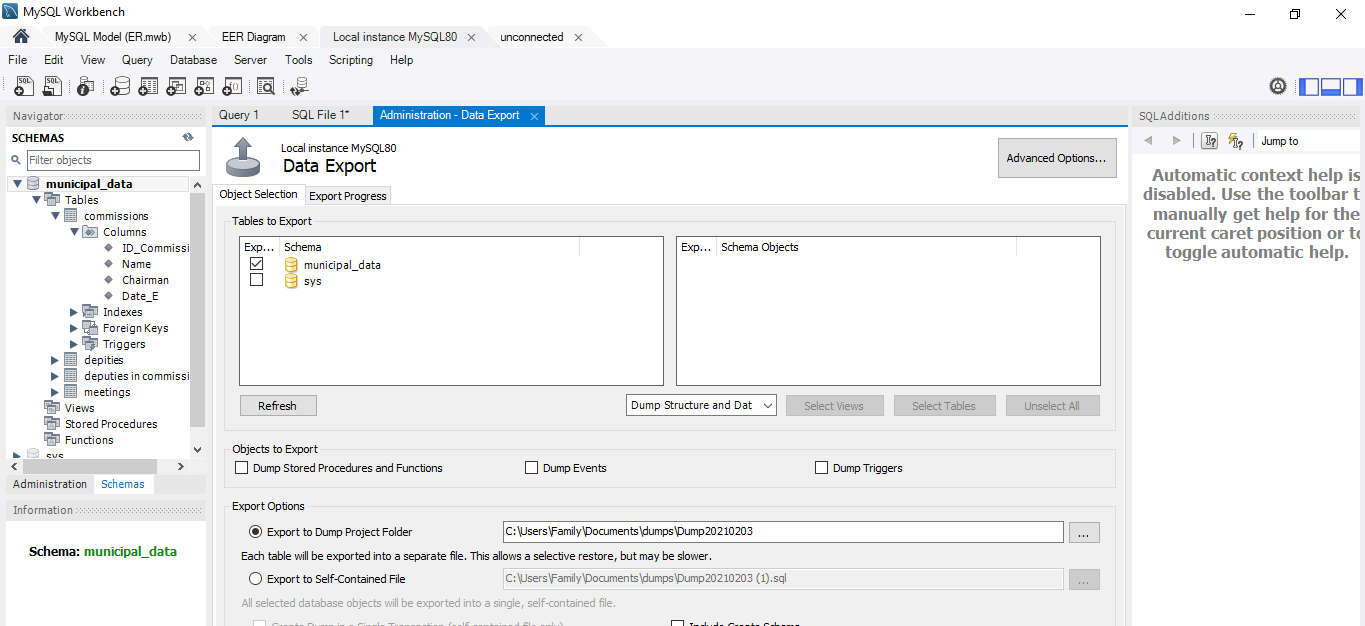 MySQL Workbench
MySQL Model (ER.mwb)
EER Diagram
Local instance MySQL80
unconnected
File Edit View Query Database Server Tools Scripting Help
Navigator
SCHEMAS
Filter objects
municipal_data
Tables
commissions
Columns
ID_Commissi
Name
Chairman
Date_E
Indexes
Foreign Keys
Triggers
depities
deputies in commissi
meetings
Views
Stored Procedures
Functions
sys
Administration Schemas
Information
Schema: municipal_data
Query 1
SQL File 1*
Administration - Data Export
Local instance MySQL80
Data Export
Advanced Options...
Object Selection
Export Progress
Tables to Export
Exp... Schema
municipal_data
sys
Exp... Schema Objects
Refresh
Dump Structure and Dat
Select Views
Select Tables
Unselect All
Objects to Export
Dump Stored Procedures and Functions
Dump Events
Dump Triggers
Export Options
Export to Dump Project Folder
C:\Users\Family\Documents\dumps\Dump20210203
...
Each table will be exported into a separate file. This allows a selective restore, but may be slower.
Export to Self-Contained File
C:\Users\Family\Documents\dumps\Dump20210203 (1).sql
...
All selected database objects will be exported into a single, self-contained file.
Create Dump in a Single Transaction (self-contained file only)
Include Create Schema
SQLAdditions
Jump to
Automatic context help is
disabled. Use the toolbar t
manually get help for the
current caret position or to
toggle automatic help.